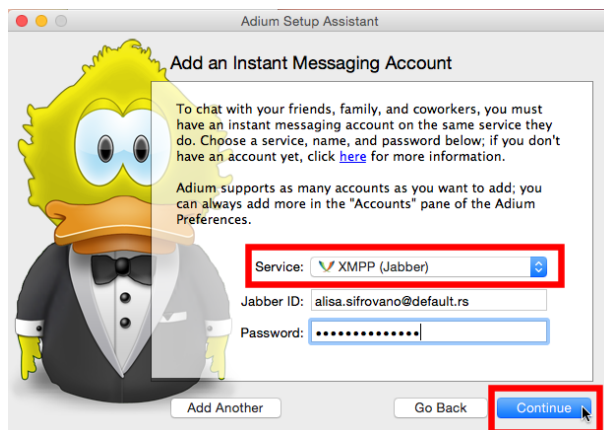 Adium Setup Assistant
Add an Instant Messaging Account
To chat with your friends, family, and coworkers, you must
have an instant messaging account on the same service they
do. Choose a service, name, and password below; if you don't
have an account yet, click here for more information.
Adium supports as many accounts as you want to add; you
can always add more in the "Accounts" pane of the Adium
Preferences.
Service: XMPP (Jabber)
Jabber ID: alisa.sifrovano@default.rs
Password: ••••••••••••••
Add Another Go Back Continue